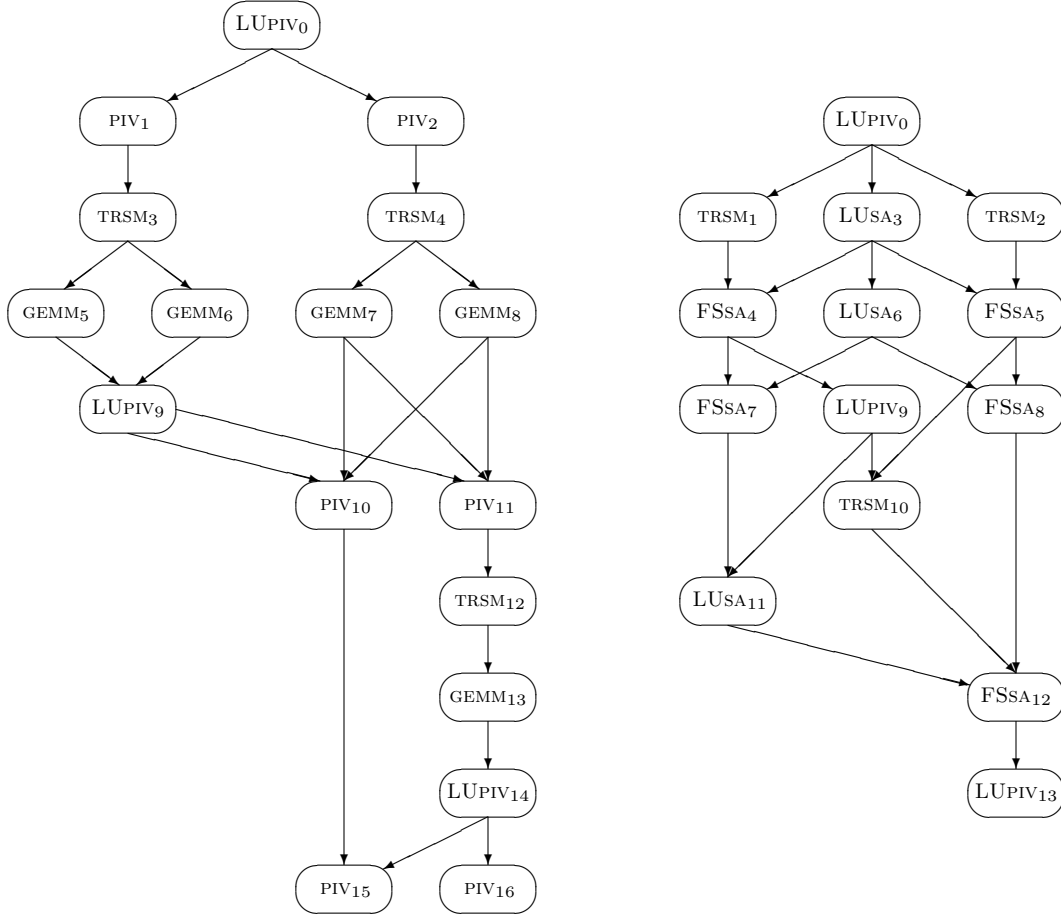 LUPIV0
PIV1
PIV2
TRSM3
TRSM4
GEMM5
GEMM6
GEMM7
GEMM8
LUPIV9
PIV10
PIV11
TRSM12
GEMM13
LUPIV14
PIV15
PIV16
LUPIV0
TRSM1
LUSA3
TRSM2
FSSA4
LUSA6
FSSA5
FSSA7
LUPIV9
FSSA8
TRSM10
LUSA11
FSSA12
LUPIV13